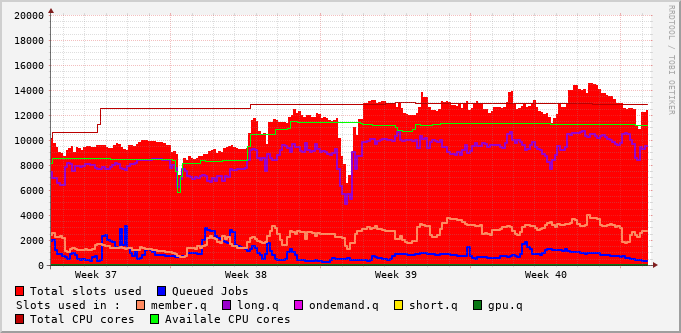 20000
18000
16000
14000
12000
10000
8000
6000
4000
2000
0
Week 37 Week 38 Week 39 Week 40
RRDTOOL / TOBI OETIKER
Total slots used Queued Jobs
Slots used in : member.q long.q ondemand.q short.q gpu.q
Total CPU cores Availale CPU cores